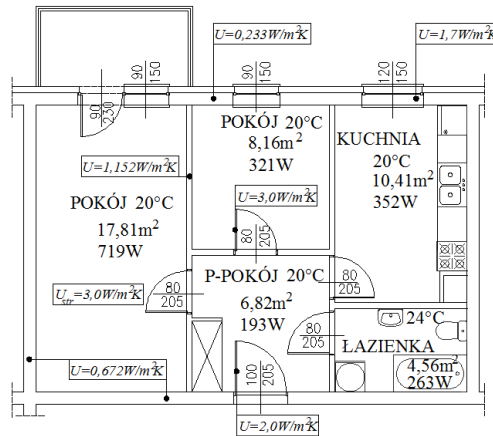 U=0,233W/m²K
U=1,7W/m²K
90
150
90
150
120
150
90
230
POKÓJ 20°C
8,16m²
321W
KUCHNIA
20°C
10,41m²
352W
U=1,152W/m²K
U=3,0W/m²K
POKÓJ 20°C
17,81m²
719W
80
205
P-POKÓJ 20°C
6,82m²
193W
80
205
80
205
U_str=3,0W/m²K
80
205
24°C
ŁAZIENKA
4,56m²
263W
U=0,672W/m²K
100
205
U=2,0W/m²K